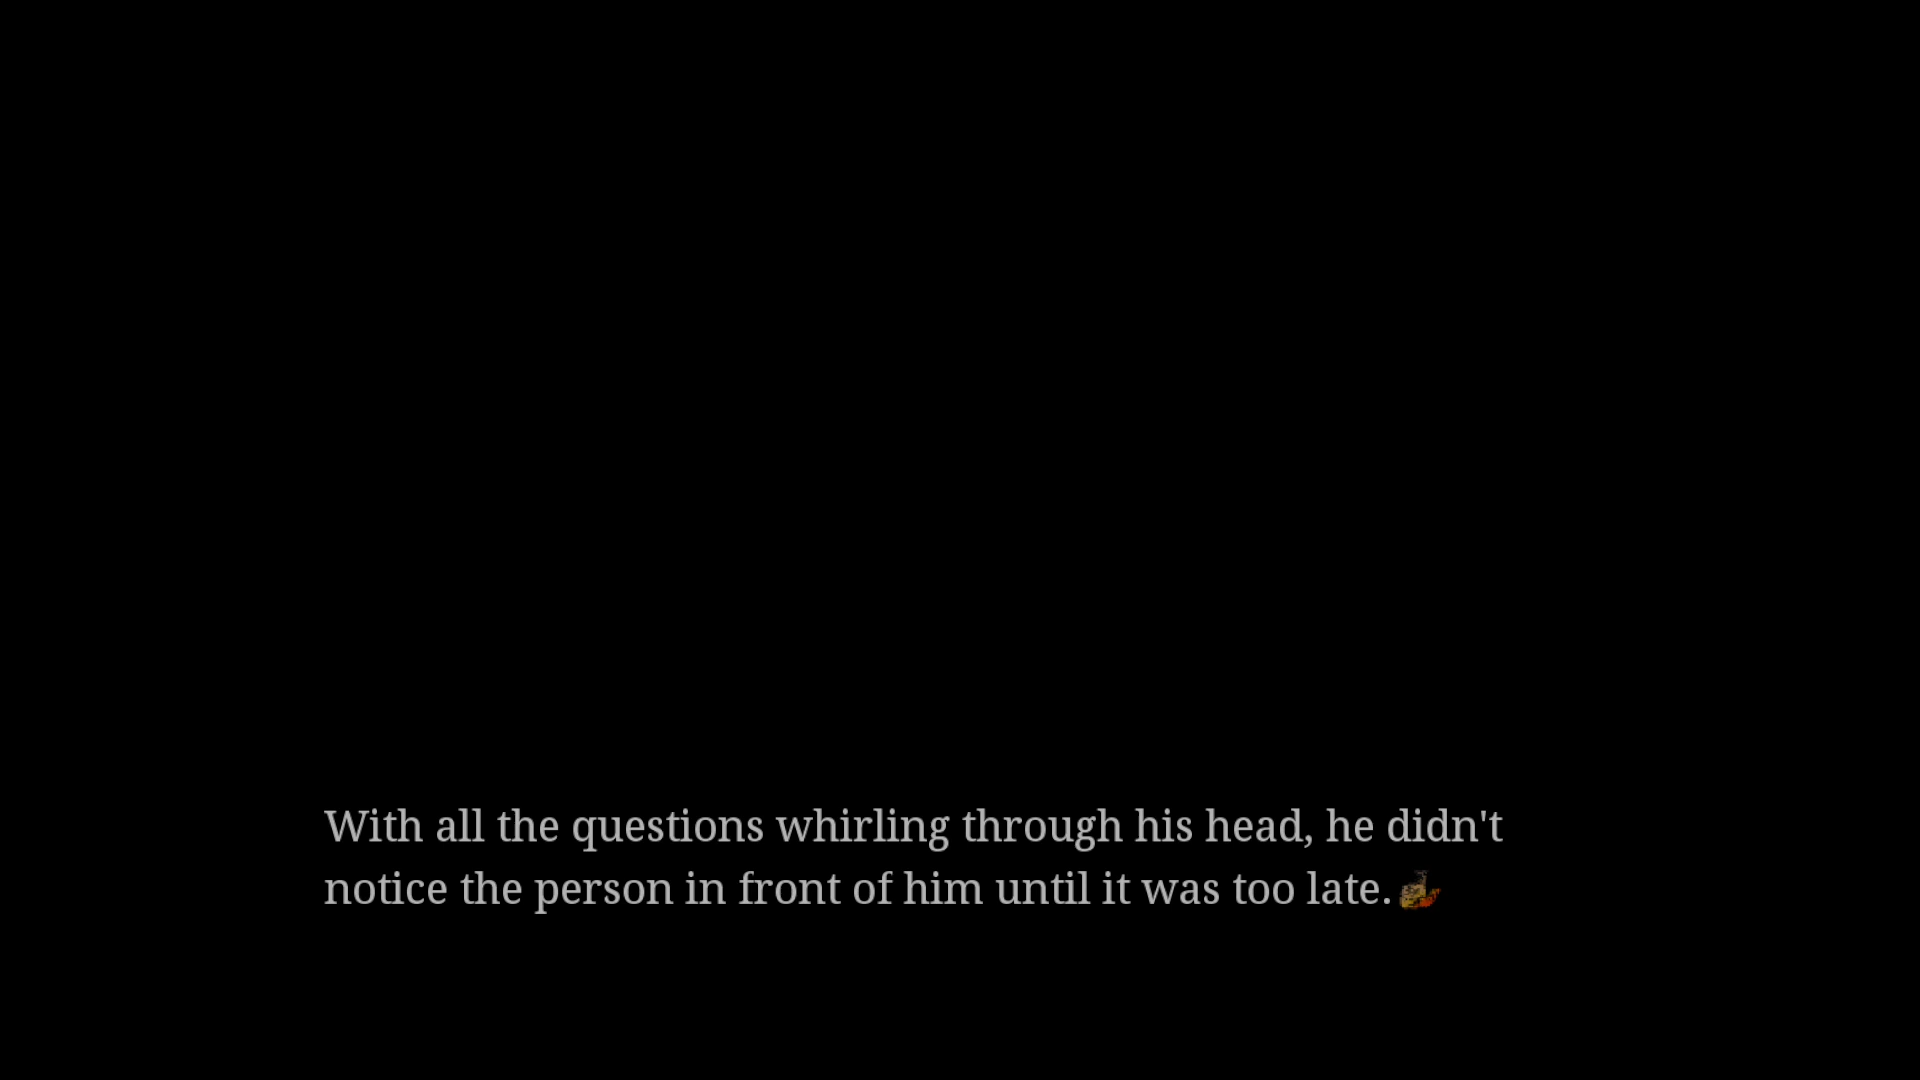 With all the questions whirling through his head, he didn't
notice the person in front of him until it was too late.